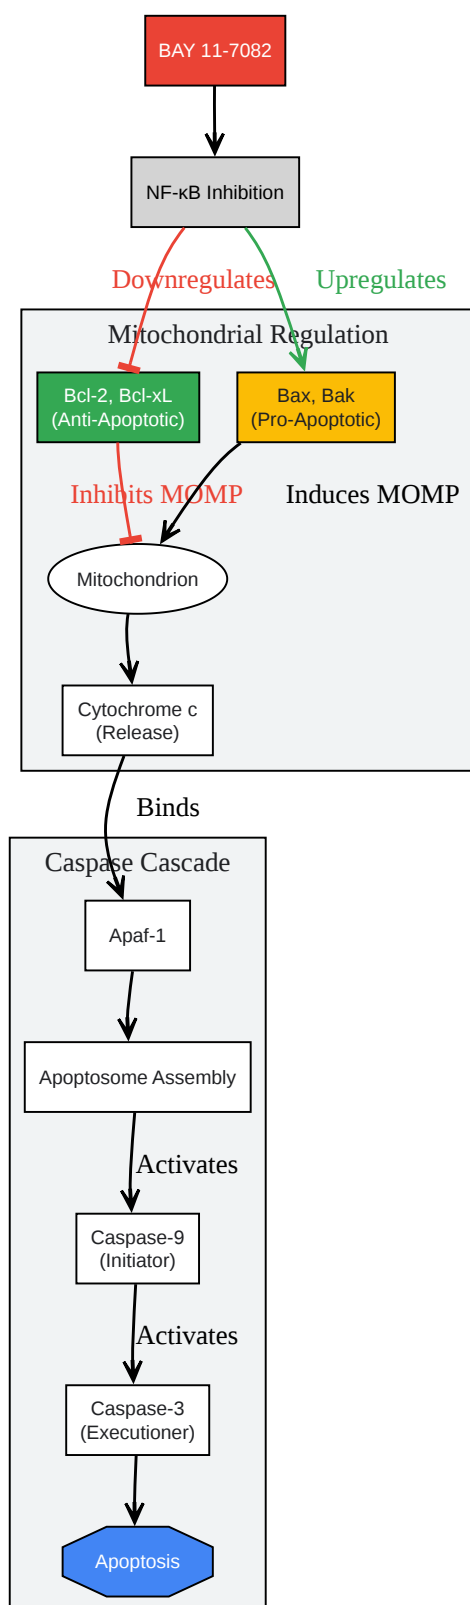 BAY 11-7082
NF-κB Inhibition
Downregulates
Upregulates
Mitochondrial Regulation
Bcl-2, Bcl-xL
(Anti-Apoptotic)
Bax, Bak
(Pro-Apoptotic)
Inhibits MOMP
Induces MOMP
Mitochondrion
Cytochrome c
(Release)
Binds
Caspase Cascade
Apaf-1
Apoptosome Assembly
Activates
Caspase-9
(Initiator)
Activates
Caspase-3
(Executioner)
Apoptosis